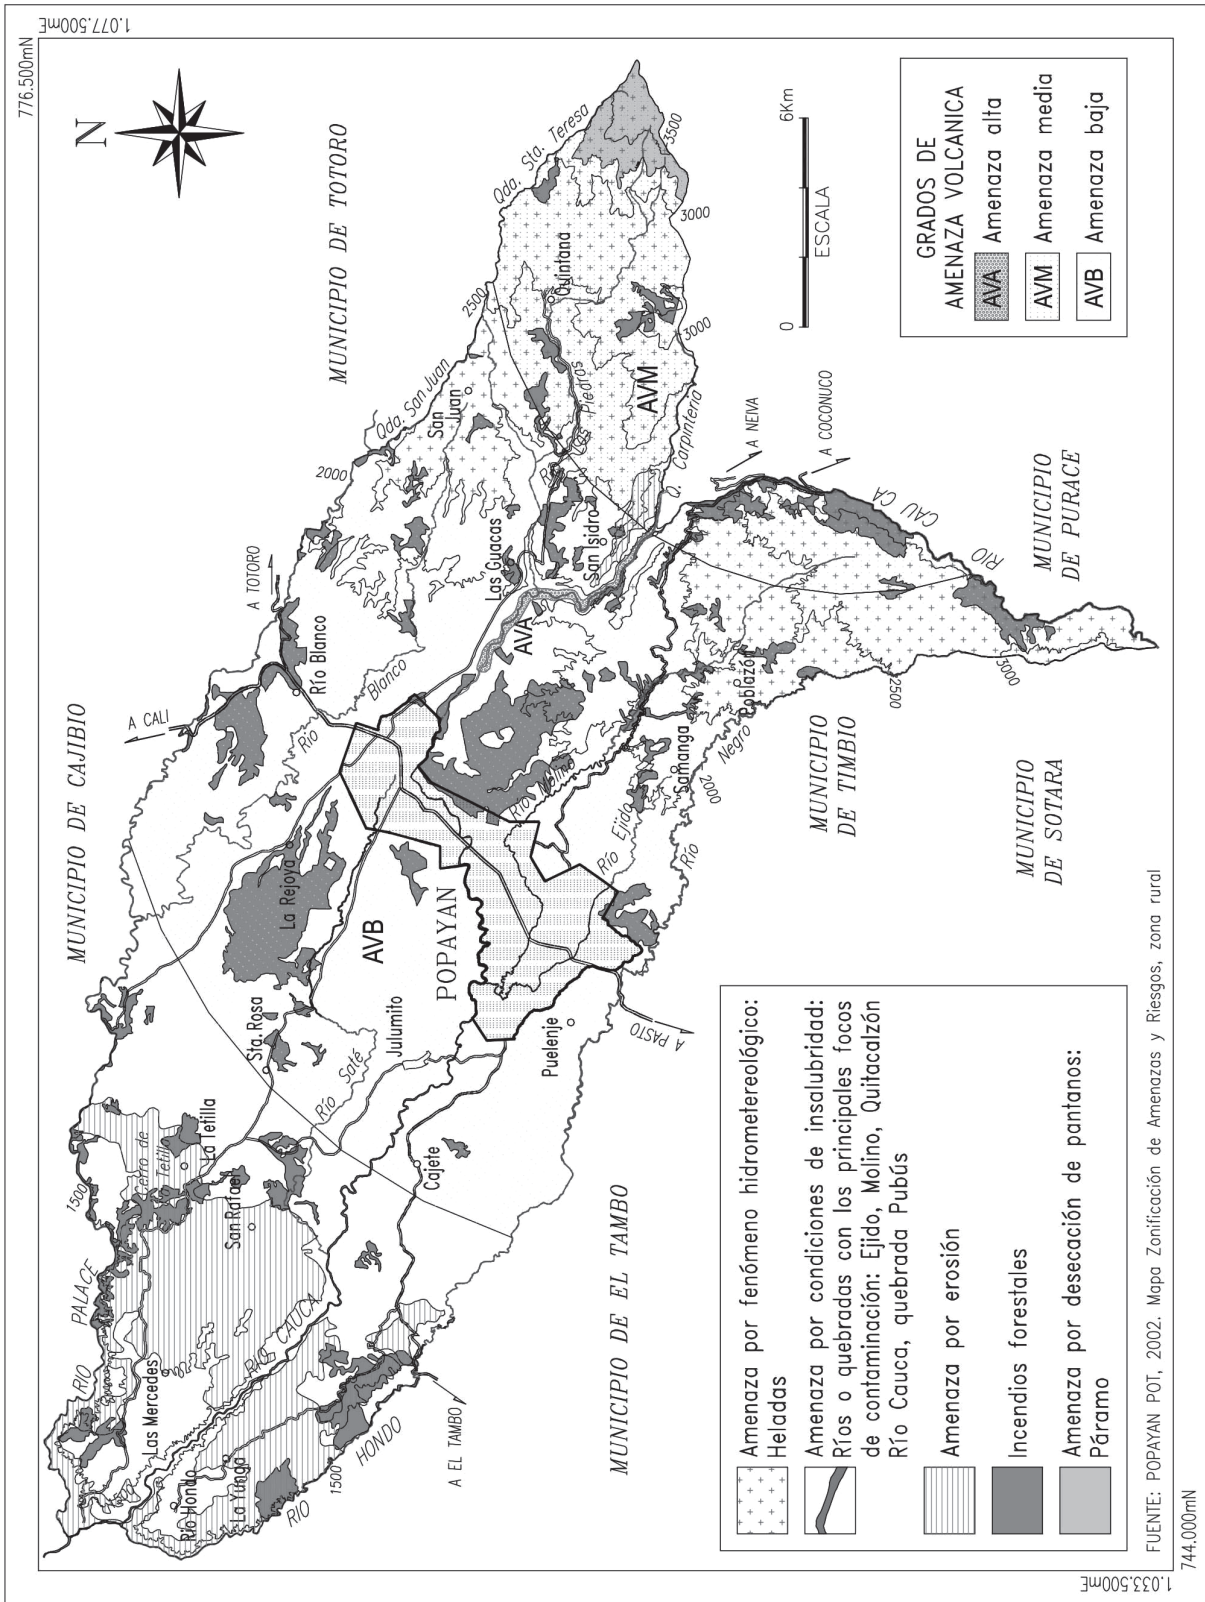 776.500mN
1.077.500mE
N
MUNICIPIO DE CAJIBIO
MUNICIPIO DE TOTORO
MUNICIPIO
DE PURACE
MUNICIPIO
DE TIMBIO
MUNICIPIO
DE SOTARA
MUNICIPIO DE EL TAMBO
A CALI
A TOTORO
A NEIVA
A COCONUCO
A PASTO
A EL TAMBO
RIO PALACE
RIO HONDO
RIO CAUCA
RIO CAUCA
Río Hondo
La Yunga
Las Mercedes
San Rafael
La Tetilla
Cerro de
La Tetilla
Sta. Rosa
Río Saté
Cajete
Julumito
Puelenje
POPAYAN
AVB
La Rejoya
Río Blanco
Río Blanco
Las Guacas
AVA
San Isidro
San
Juan
Qda. San Juan
Qda. Sta. Teresa
Quintana
Río Las Piedras
AVM
Q. Carpinteria
Río Molino
Río Ejido
Río Negro
Samanga
Poblazón
1500
1500
2000
2500
3000
3500
3000
2000
2500
3000
0
6Km
ESCALA
GRADOS DE
AMENAZA VOLCANICA
AVA Amenaza alta
AVM Amenaza media
AVB Amenaza baja
Amenaza por fenómeno hidrometereológico:
Heladas
Amenaza por condiciones de insalubridad:
Ríos o quebradas con los principales focos
de contaminación: Ejido, Molino, Quitacalzón
Río Cauca, quebrada Pubús
Amenaza por erosión
Incendios forestales
Amenaza por desecación de pantanos:
Páramo
FUENTE: POPAYAN POT, 2002. Mapa Zonificación de Amenazas y Riesgos, zona rural
744.000mN
1.033.500mE